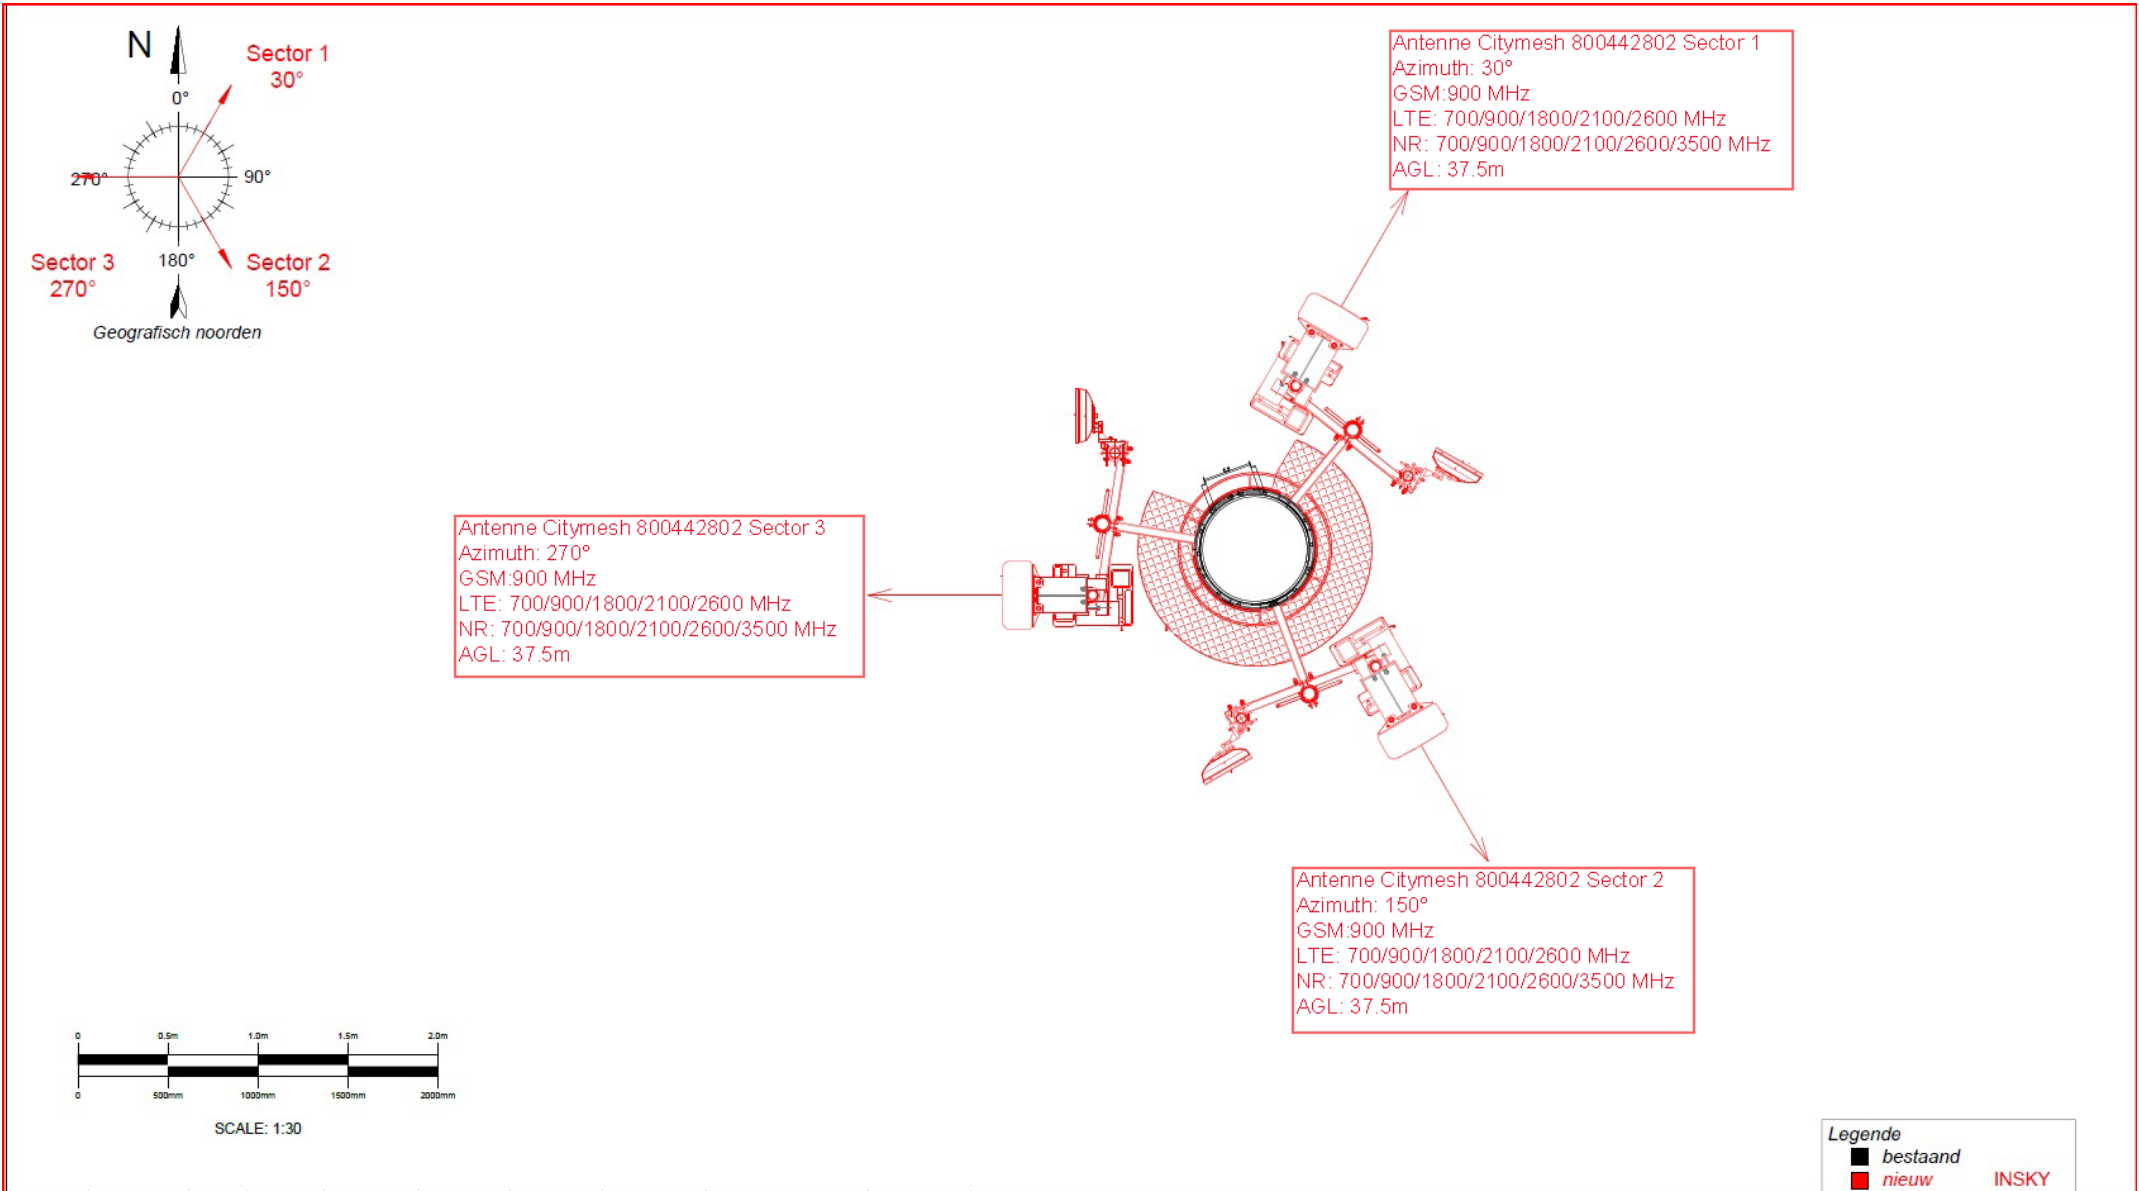 N
Sector 1
30°
0°
270°
90°
Sector 3
270°
180°
Sector 2
150°
Geografisch noorden
Antenne Citymesh 800442802 Sector 1
Azimuth: 30°
GSM:900 MHz
LTE: 700/900/1800/2100/2600 MHz
NR: 700/900/1800/2100/2600/3500 MHz
AGL: 37.5m
Antenne Citymesh 800442802 Sector 3
Azimuth: 270°
GSM:900 MHz
LTE: 700/900/1800/2100/2600 MHz
NR: 700/900/1800/2100/2600/3500 MHz
AGL: 37.5m
Antenne Citymesh 800442802 Sector 2
Azimuth: 150°
GSM:900 MHz
LTE: 700/900/1800/2100/2600 MHz
NR: 700/900/1800/2100/2600/3500 MHz
AGL: 37.5m
0 0.5m 1.0m 1.5m 2.0m
0 500mm 1000mm 1500mm 2000mm
SCALE: 1:30
Legende
bestaand
nieuw INSKY